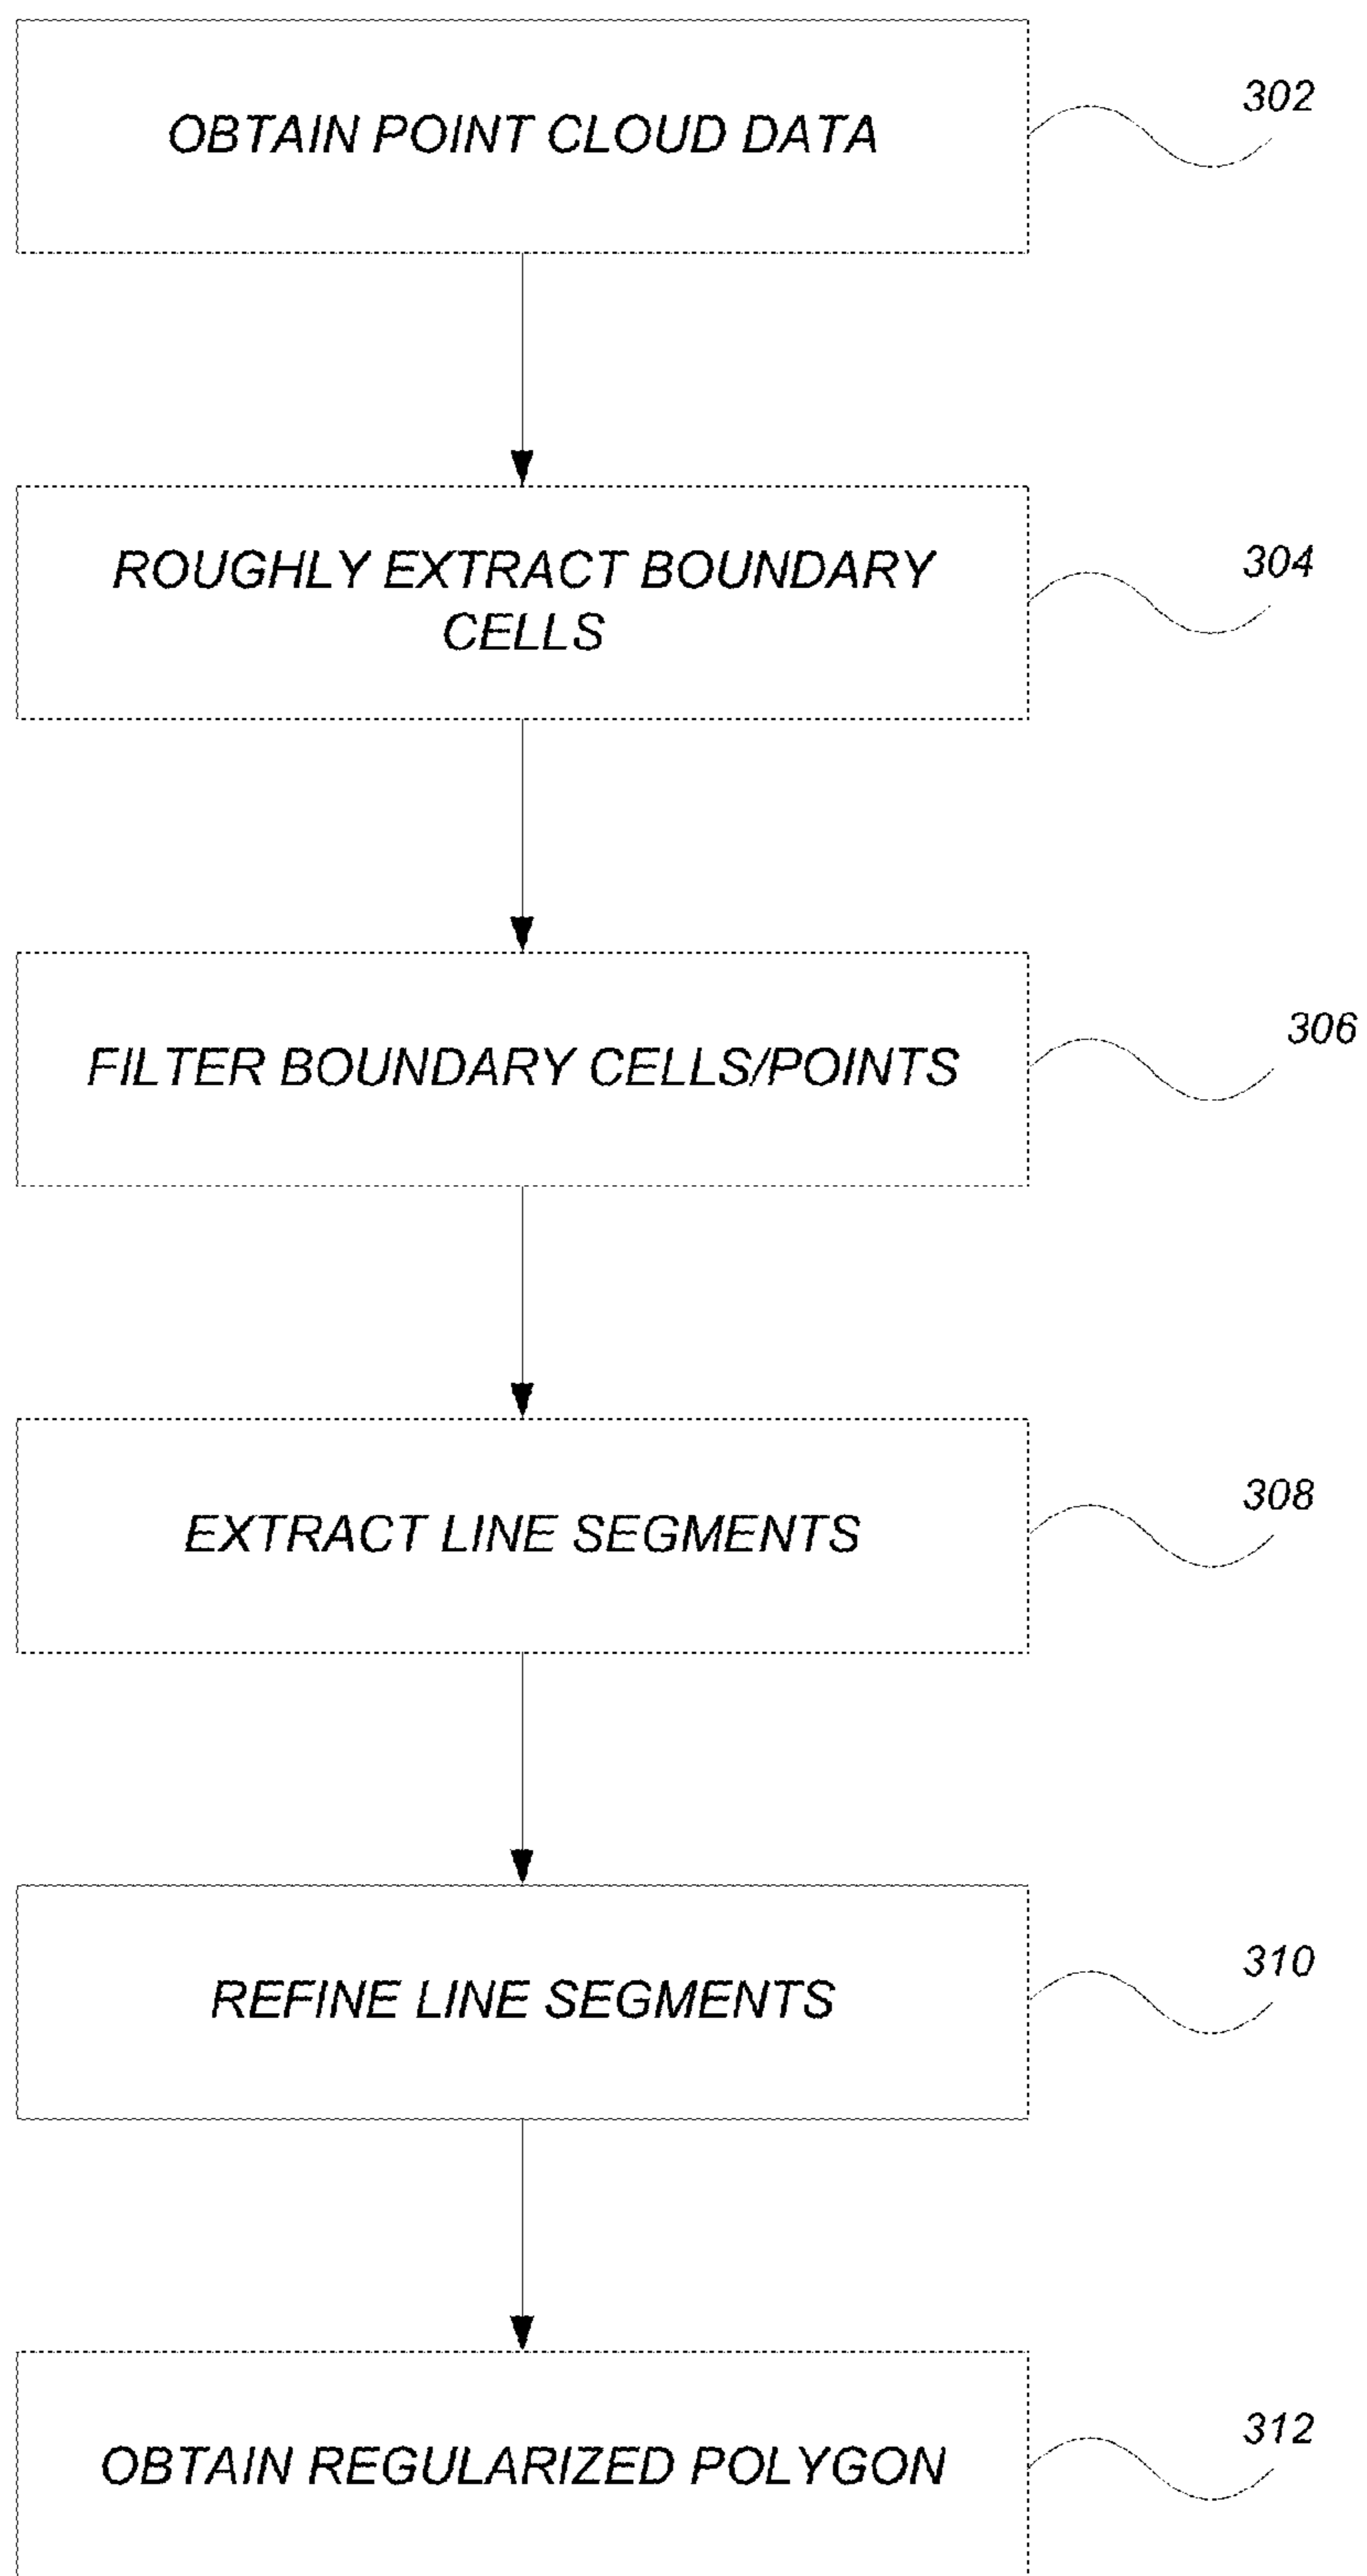 OBTAIN POINT CLOUD DATA
302
ROUGHLY EXTRACT BOUNDARY
CELLS
304
FILTER BOUNDARY CELLS/POINTS
306
EXTRACT LINE SEGMENTS
308
REFINE LINE SEGMENTS
310
OBTAIN REGULARIZED POLYGON
312